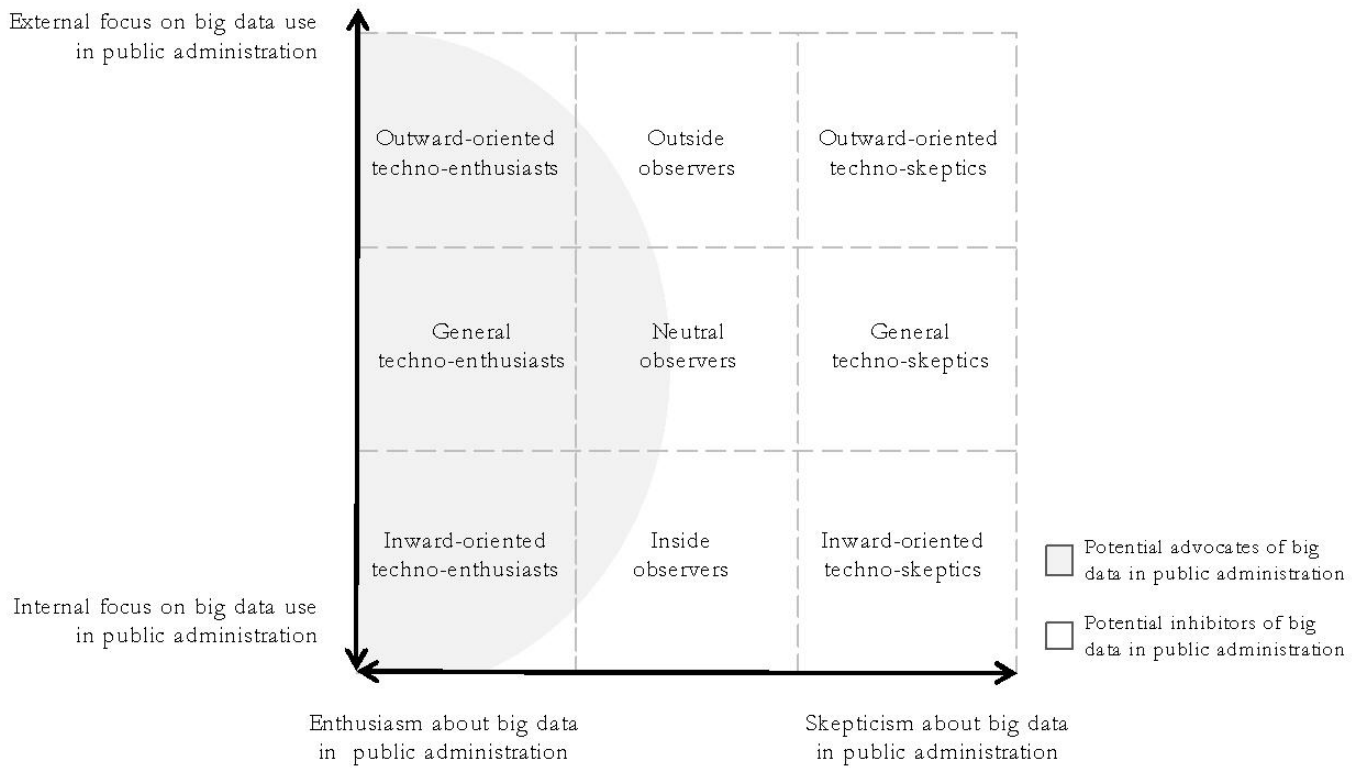 External focus on big data use
in public administration
Outward-oriented
techno-enthusiasts
Outside
observers
Outward-oriented
techno-skeptics
General
techno-enthusiasts
Neutral
observers
General
techno-skeptics
Inward-oriented
techno-enthusiasts
Inside
observers
Inward-oriented
techno-skeptics
Potential advocates of big
data in public administration
Potential inhibitors of big
data in public administration
Internal focus on big data use
in public administration
Enthusiasm about big data
in public administration
Skepticism about big data
in public administration